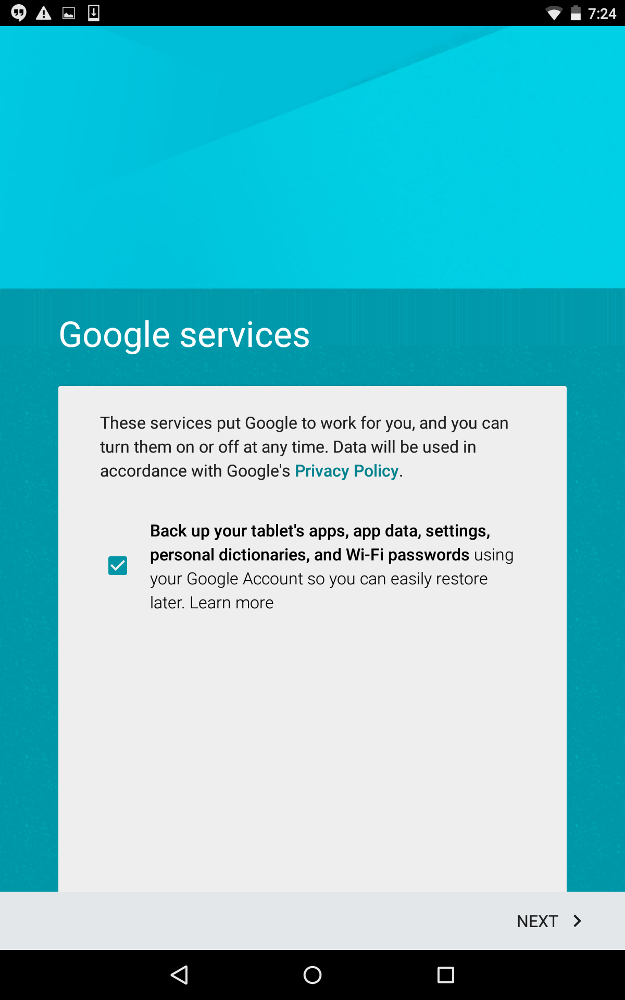 7:24
Google services
These services put Google to work for you, and you can
turn them on or off at any time. Data will be used in
accordance with Google's Privacy Policy.
Back up your tablet's apps, app data, settings,
personal dictionaries, and Wi-Fi passwords using
your Google Account so you can easily restore
later. Learn more
NEXT